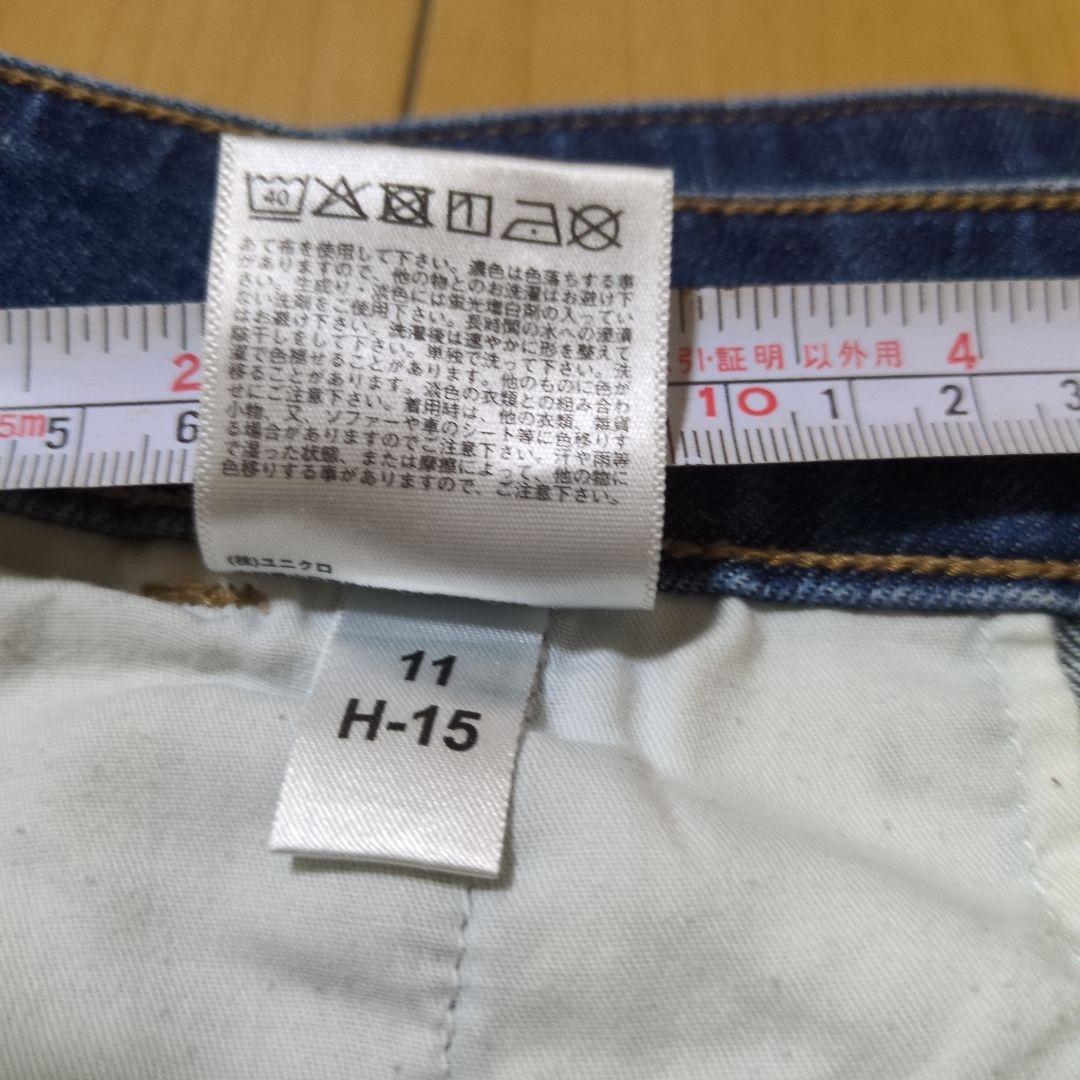 40
あて布を使用して下さい。濃色は色落ちする事
がありますので、他の物とのお洗濯はお避け下
さい。生成り・淡色には蛍光増白剤の入ってい
ない洗剤をご使用下さい。長時間の水への浸漬
はお避け下さい。洗濯後は速やかに形を整えて
陰干しをして下さい。単独で洗って下さい。洗
濯で色褪せることがあります。他のものに色が
移ることがあります。淡色の衣類との組み合わ
せにご注意下さい。着用時は、他の衣類、雑貨
小物、又、ソファーや車のシート等に色移りす
る場合がありますのでご注意下さい。汗や雨等
で湿った状態、または摩擦によって、他の物に
色移りする事がありますので、ご注意下さい。
(株)ユニクロ
2
引・証明 以外用 4
5m 5 6
10 1 2 3
11
H-15